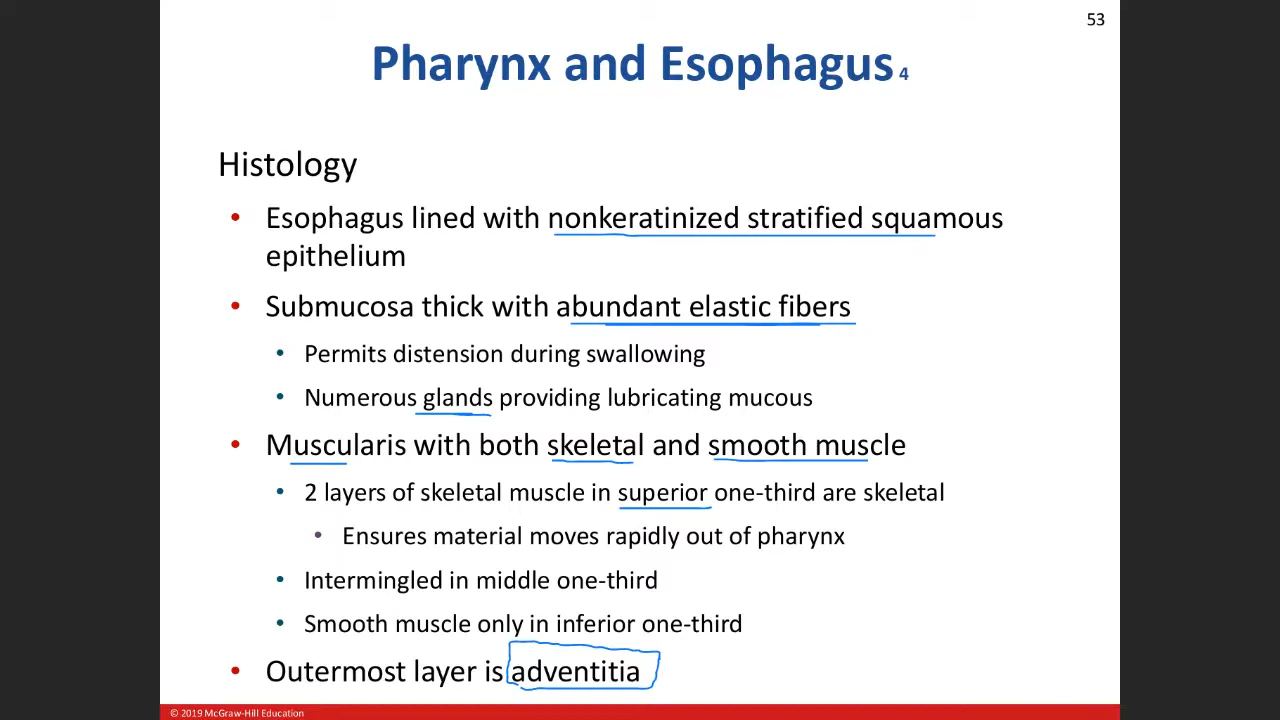 53
Pharynx and Esophagus 4
Histology
• Esophagus lined with nonkeratinized stratified squamous
epithelium
• Submucosa thick with abundant elastic fibers
• Permits distension during swallowing
• Numerous glands providing lubricating mucous
• Muscularis with both skeletal and smooth muscle
• 2 layers of skeletal muscle in superior one-third are skeletal
• Ensures material moves rapidly out of pharynx
• Intermingled in middle one-third
• Smooth muscle only in inferior one-third
• Outermost layer is adventitia
© 2019 McGraw-Hill Education